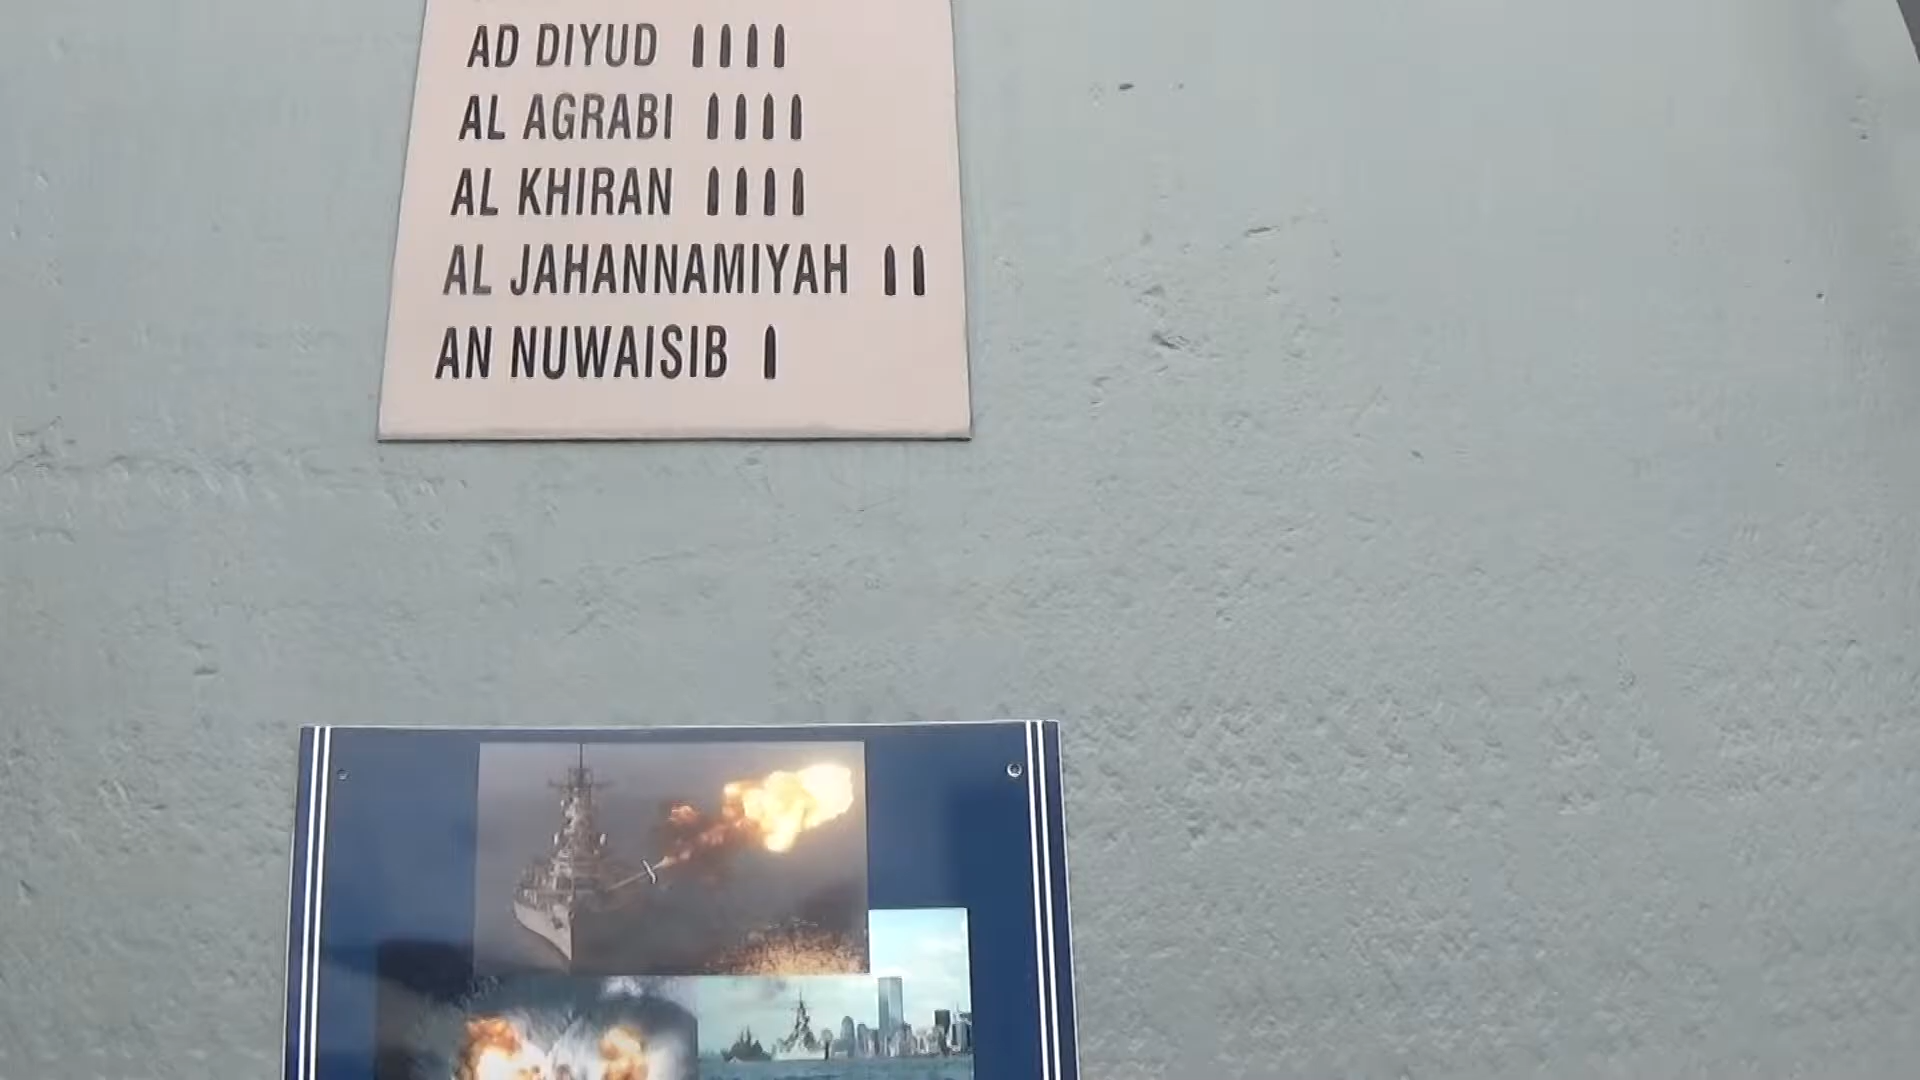 AD DIYUD
AL AGRABI
AL KHIRAN
AL JAHANNAMIYAH
AN NUWAISIB